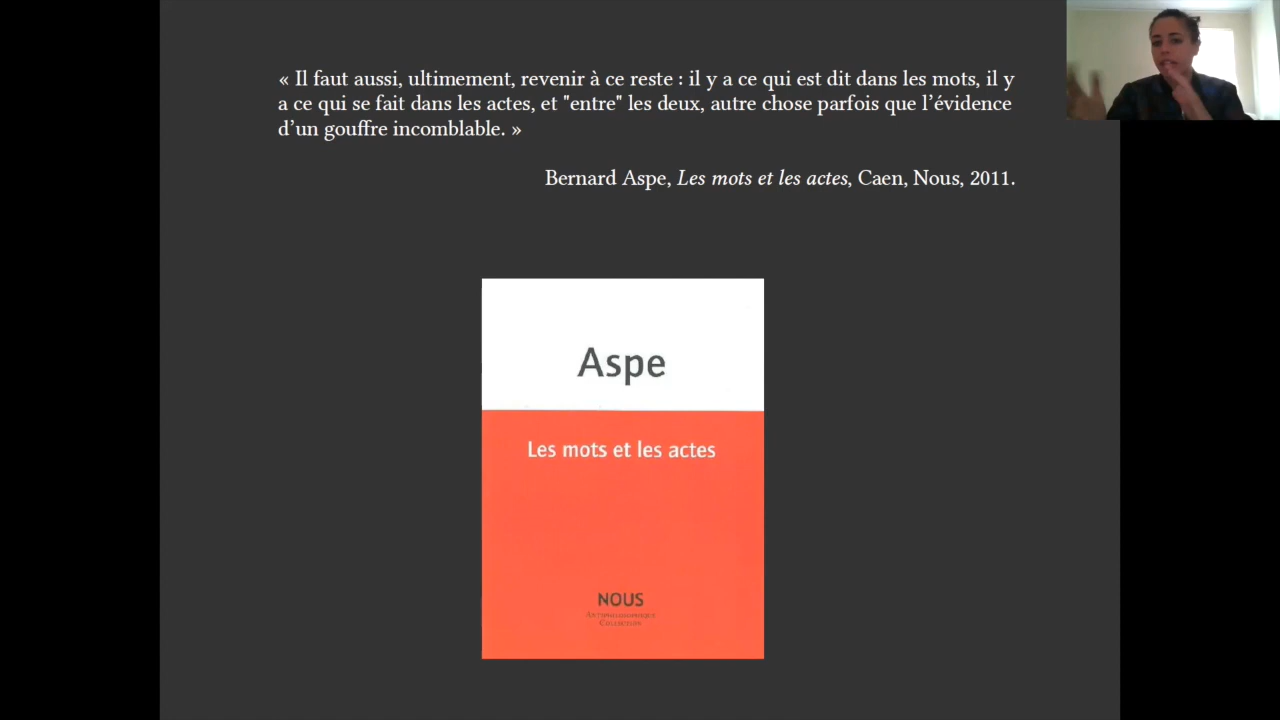 « Il faut aussi, ultimement, revenir à ce reste : il y a ce qui est dit dans les mots, il y
a ce qui se fait dans les actes, et "entre" les deux, autre chose parfois que l’évidence
d’un gouffre incomblable. »
Bernard Aspe, Les mots et les actes, Caen, Nous, 2011.
Aspe
Les mots et les actes
NOUS
Antiphilosophique
Collection